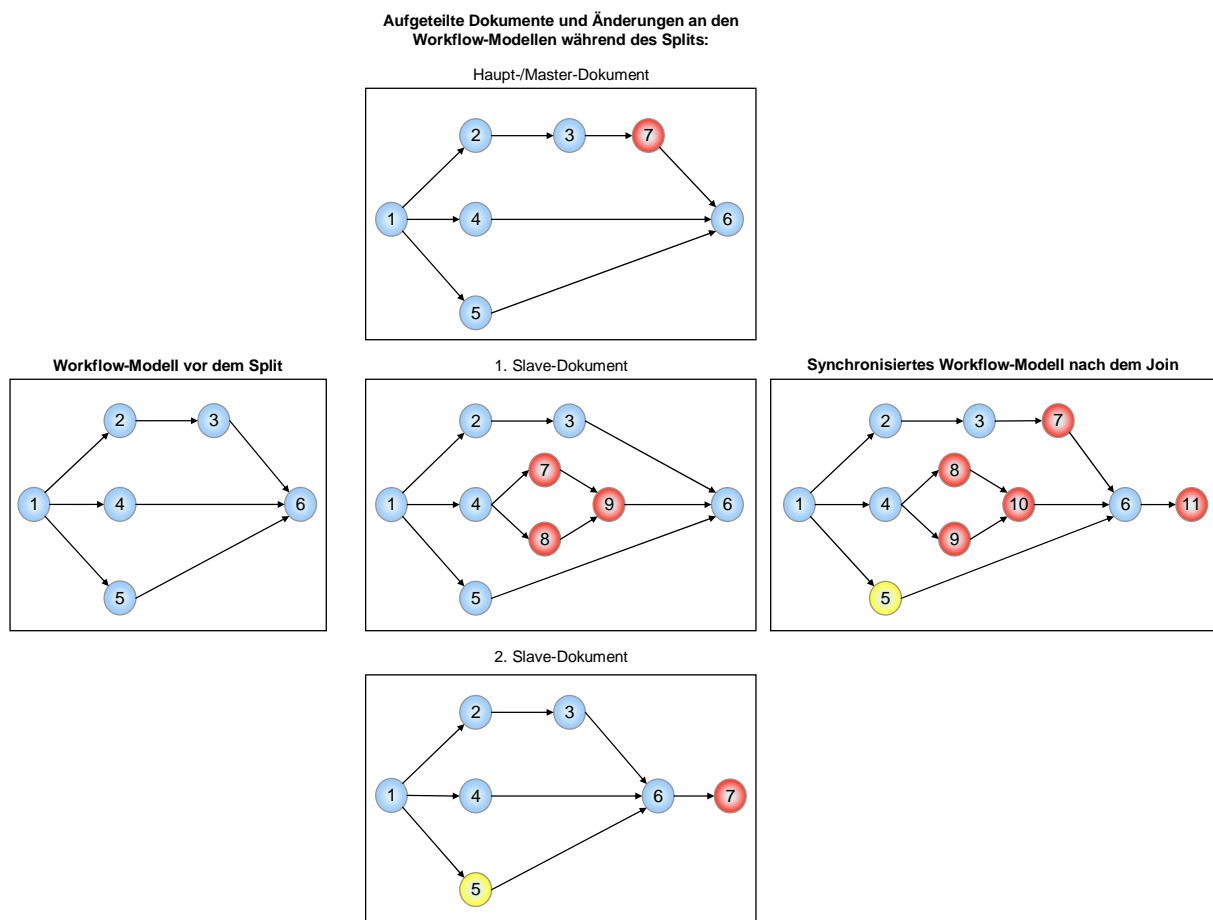 Aufgeteilte Dokumente und Änderungen an den
Workflow-Modellen während des Splits:
Haupt-/Master-Dokument
2 3 7
1 4 6
5
Workflow-Modell vor dem Split
2 3
1 4 6
5
1. Slave-Dokument
2 3
7
1 4 9 6
8
5
Synchronisiertes Workflow-Modell nach dem Join
2 3 7
8
1 4 10 6 11
9
5
2. Slave-Dokument
2 3
1 4 6 7
5